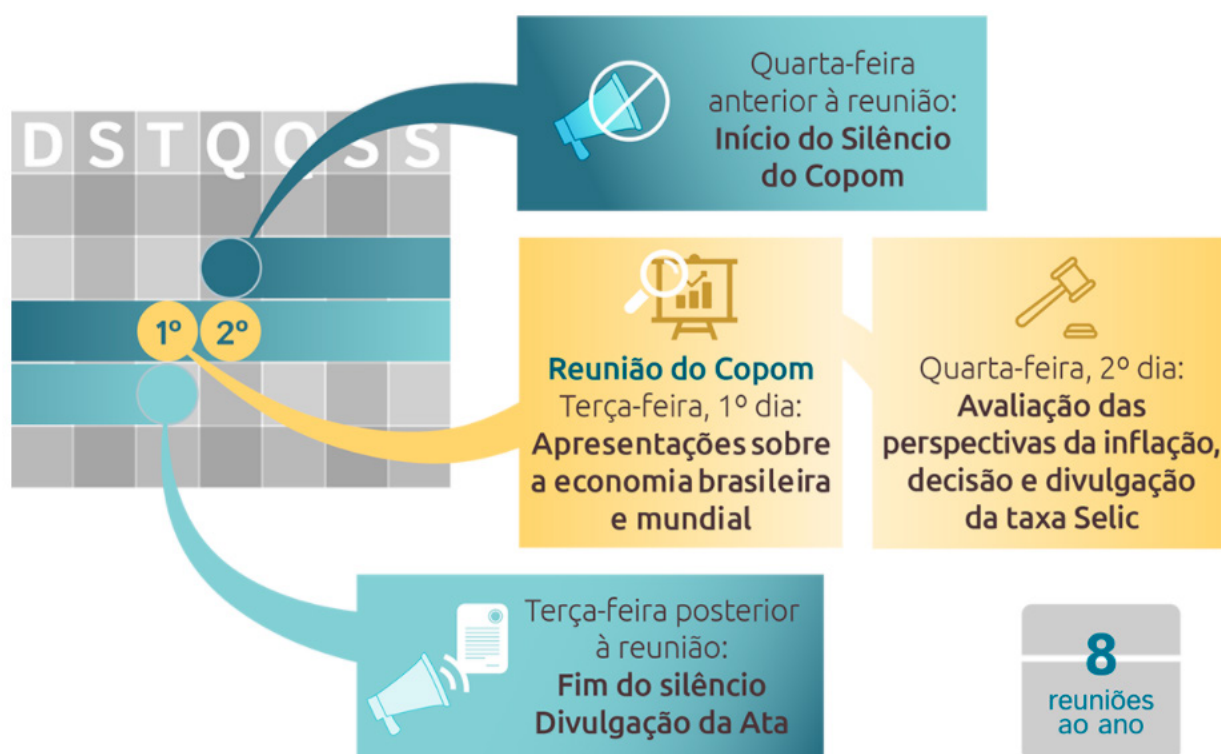 Quarta-feira
anterior à reunião:
Início do Silêncio
do Copom
D S T Q Q S S
1º 2º
Reunião do Copom
Terça-feira, 1º dia:
Apresentações sobre
a economia brasileira
e mundial
Quarta-feira, 2º dia:
Avaliação das
perspectivas da inflação,
decisão e divulgação
da taxa Selic
Terça-feira posterior
à reunião:
Fim do silêncio
Divulgação da Ata
8
reuniões
ao ano